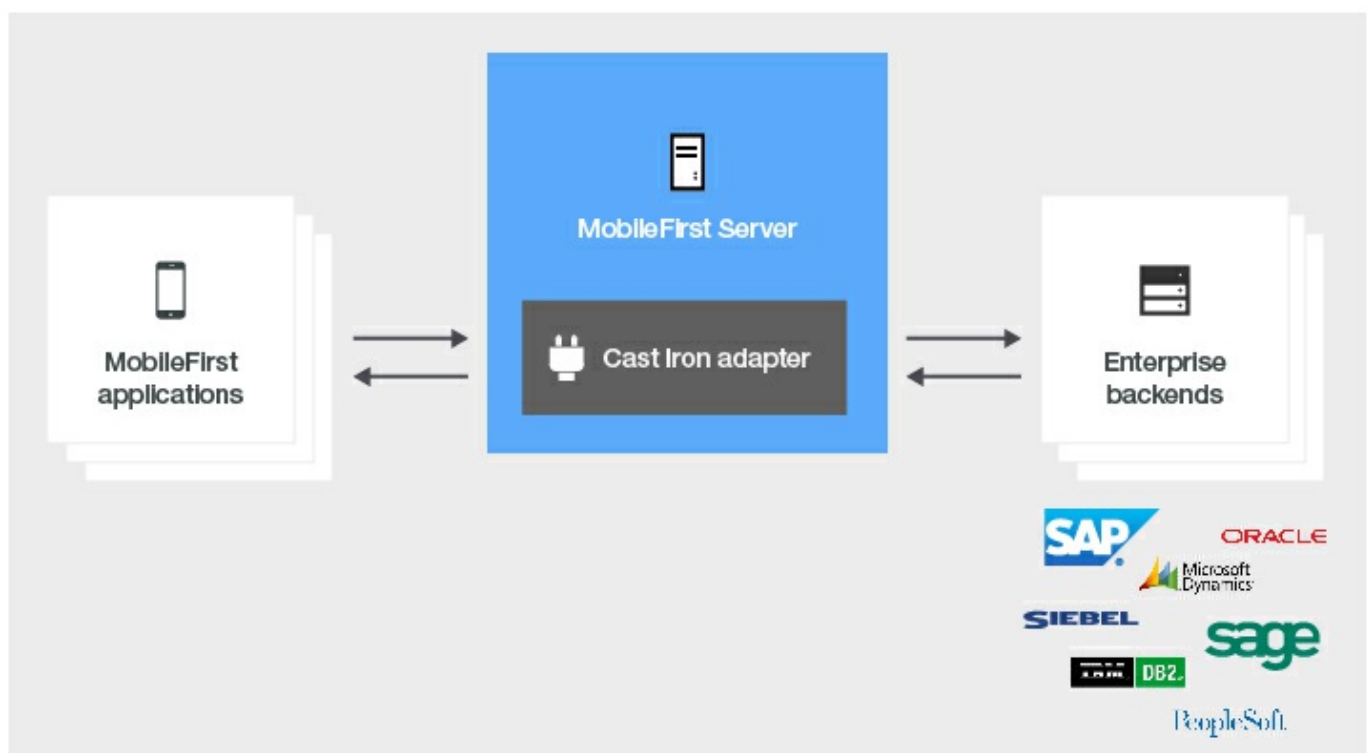 MobileFirst Server
Cast Iron adapter
MobileFirst
applications
Enterprise
backends
SAP
ORACLE
Microsoft
Dynamics
SIEBEL
sage
IBM DB2
PeopleSoft